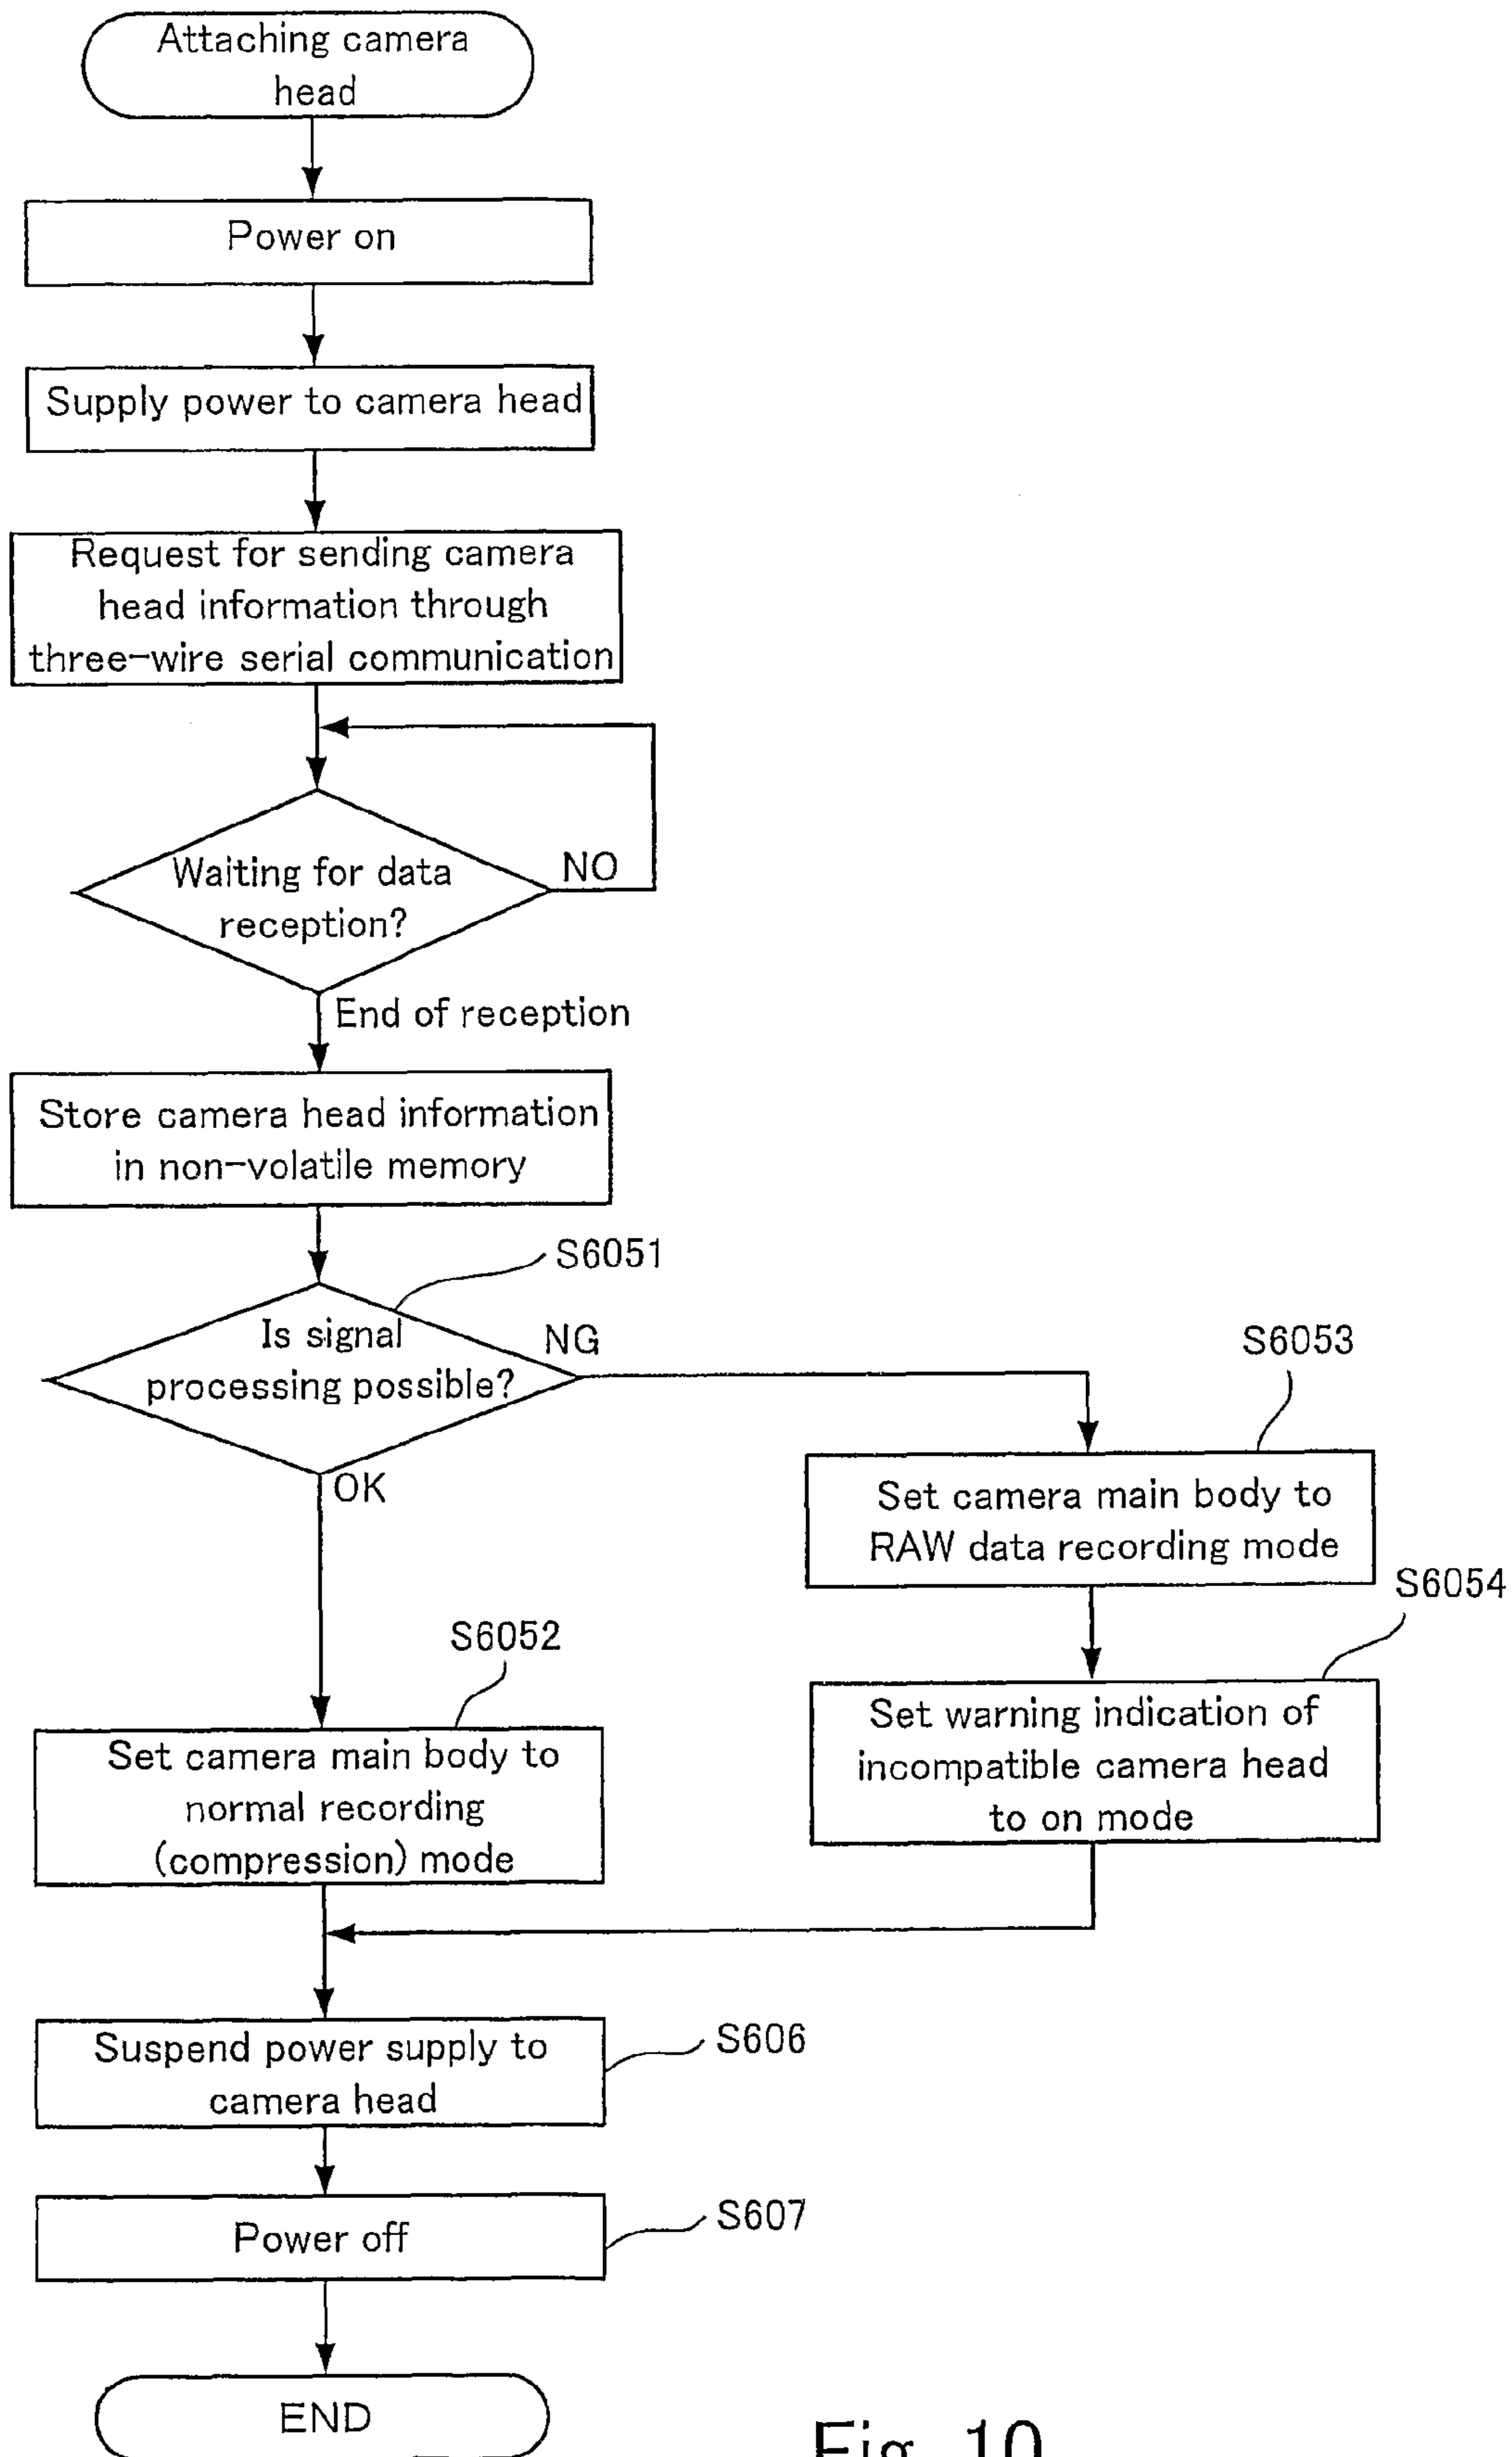 Attaching camera
head
Power on
Supply power to camera head
Request for sending camera
head information through
three-wire serial communication
Waiting for data
reception?
NO
End of reception
Store camera head information
in non-volatile memory
S6051
Is signal
processing possible?
NG
OK
S6053
Set camera main body to
RAW data recording mode
S6054
Set warning indication of
incompatible camera head
to on mode
S6052
Set camera main body to
normal recording
(compression) mode
Suspend power supply to
camera head
S606
Power off
S607
END
Fig. 10